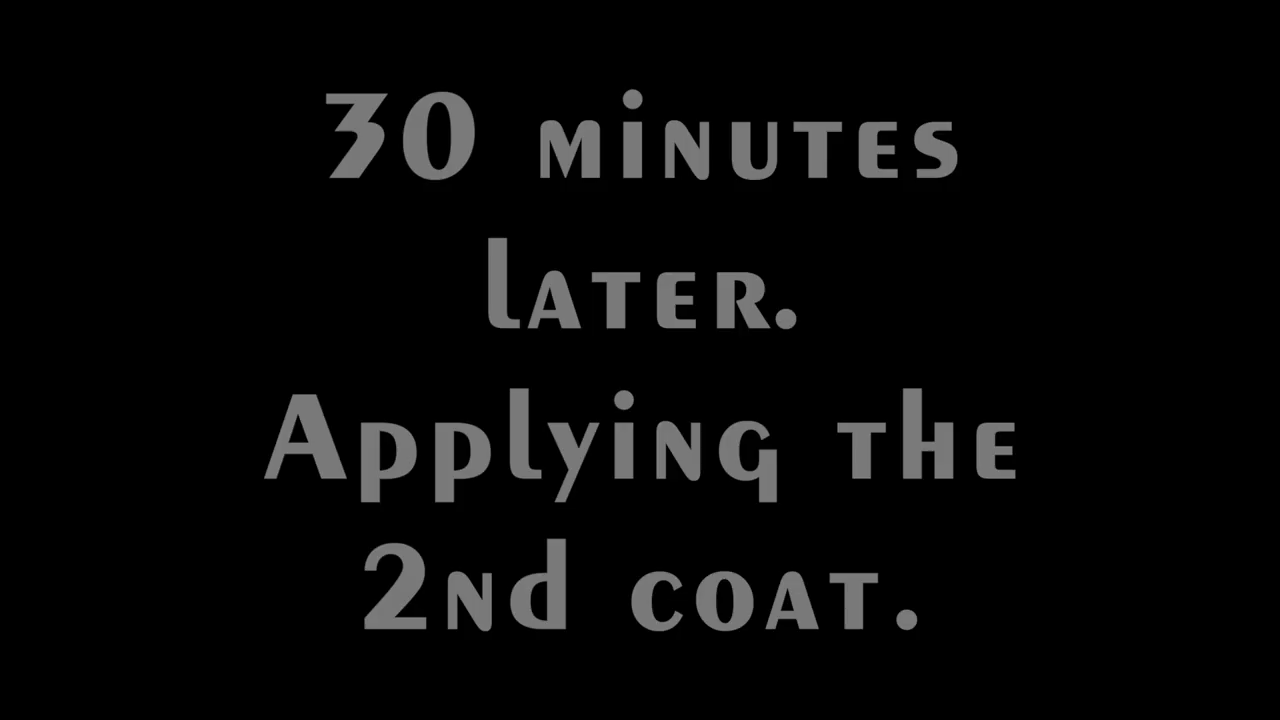 30 minutes
later.
Applying the
2nd coat.